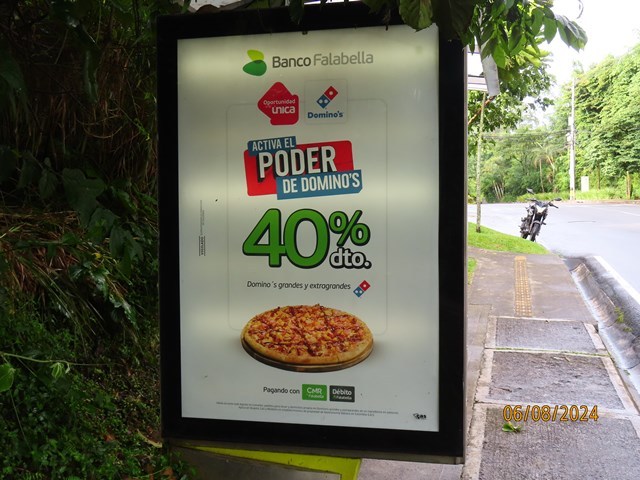 Banco Falabella
Oportunidad
única
Domino's
ACTIVA EL
PODER
DE DOMINO'S
40%
dto.
Domino´s grandes y extragrandes
Pagando con
CMR
Débito
06/08/2024